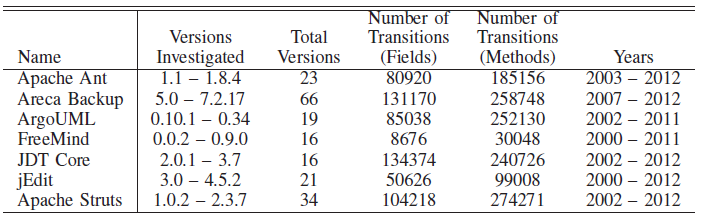 Number of Number of
Versions Total Transitions Transitions
Name Investigated Versions (Fields) (Methods) Years
Apache Ant 1.1 – 1.8.4 23 80920 185156 2003 – 2012
Areca Backup 5.0 – 7.2.17 66 131170 258748 2007 – 2012
ArgoUML 0.10.1 – 0.34 19 85038 252130 2002 – 2011
FreeMind 0.0.2 – 0.9.0 16 8676 30048 2000 – 2011
JDT Core 2.0.1 – 3.7 16 134374 240726 2002 – 2012
jEdit 3.0 – 4.5.2 21 50626 99008 2000 – 2012
Apache Struts 1.0.2 – 2.3.7 34 104218 274271 2002 – 2012